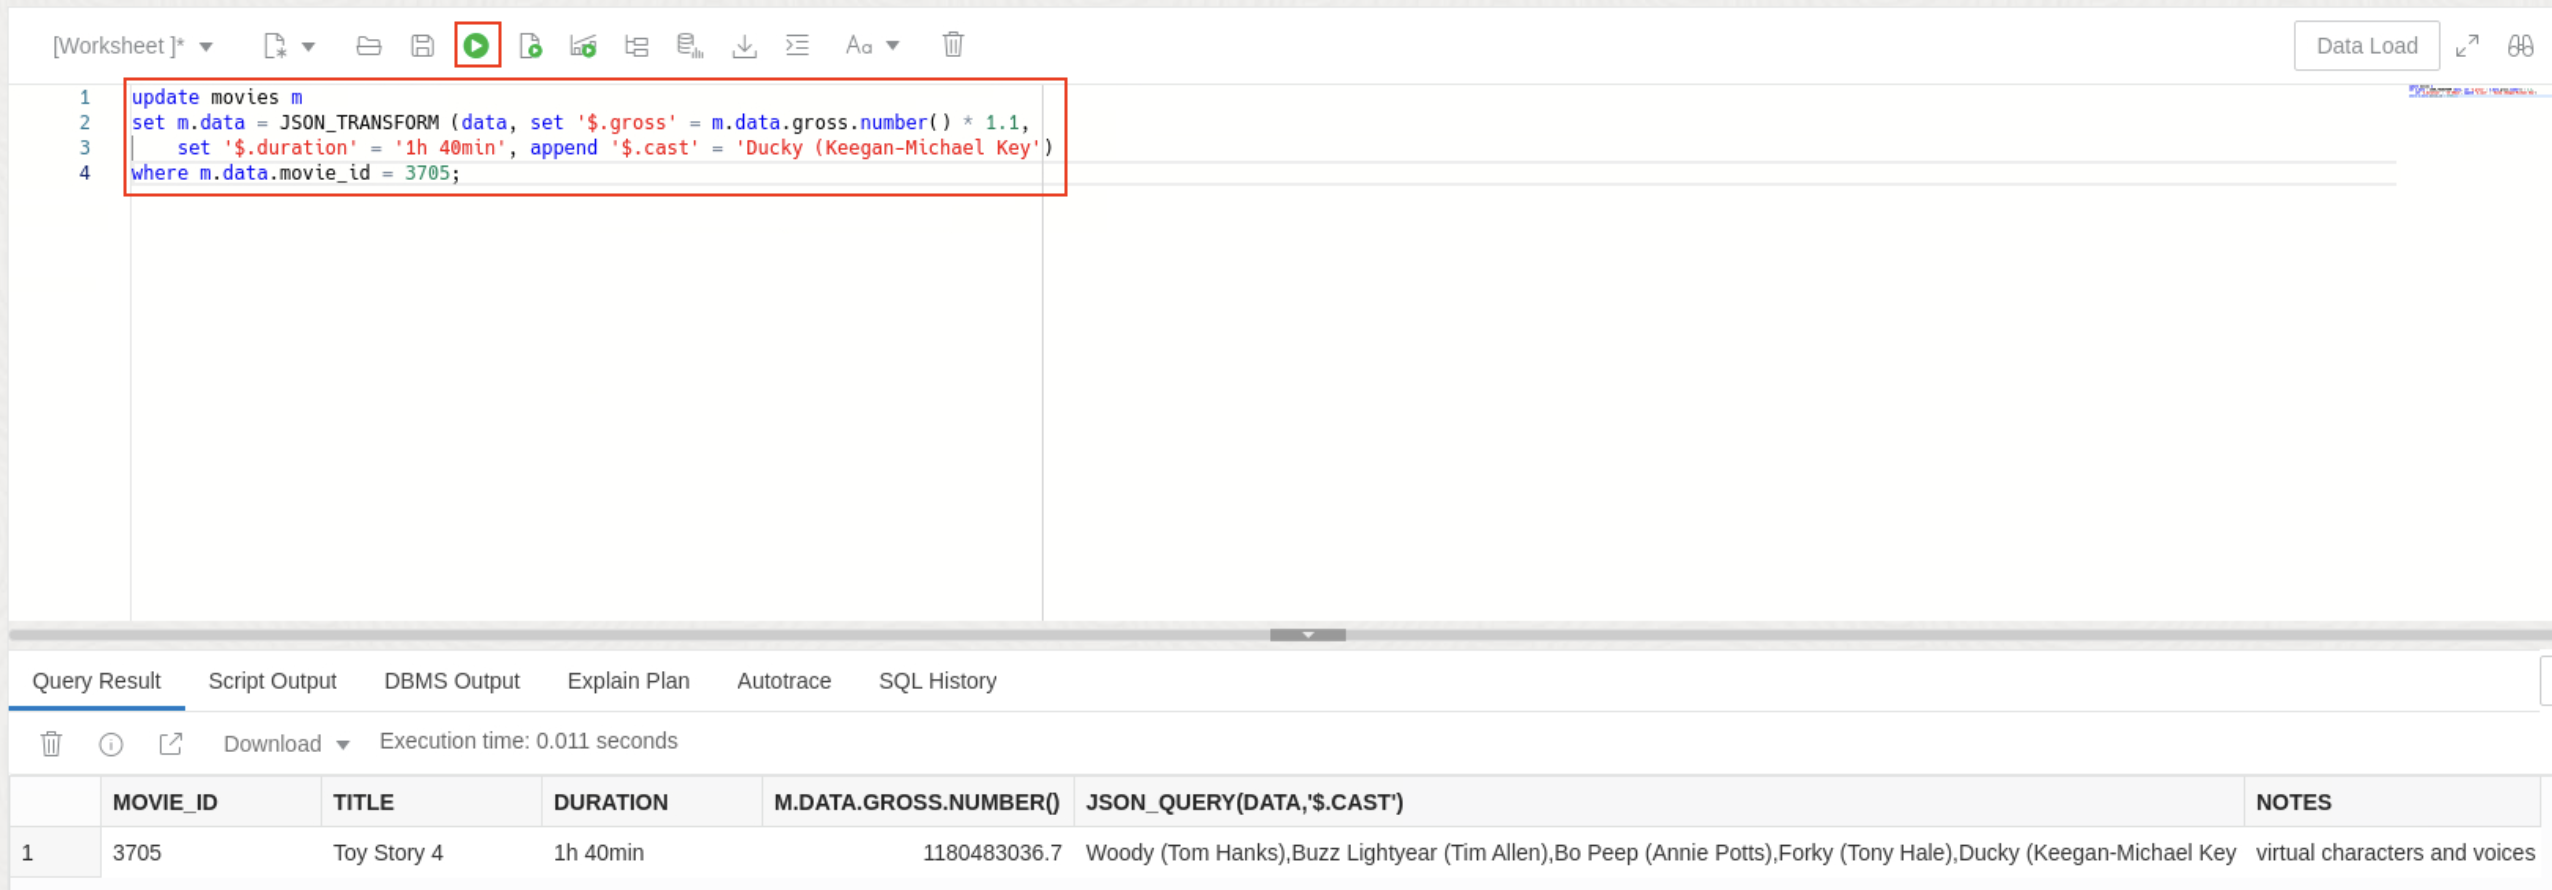 [Worksheet ]* Aa Data Load
1 update movies m
2 set m.data = JSON_TRANSFORM (data, set '$.gross' = m.data.gross.number() * 1.1,
3 set '$.duration' = '1h 40min', append '$.cast' = 'Ducky (Keegan-Michael Key')
4 where m.data.movie_id = 3705;
Query Result Script Output DBMS Output Explain Plan Autotrace SQL History
Download Execution time: 0.011 seconds
MOVIE_ID TITLE DURATION M.DATA.GROSS.NUMBER() JSON_QUERY(DATA,'$.CAST') NOTES
1 3705 Toy Story 4 1h 40min 1180483036.7 Woody (Tom Hanks),Buzz Lightyear (Tim Allen),Bo Peep (Annie Potts),Forky (Tony Hale),Ducky (Keegan-Michael Key virtual characters and voices